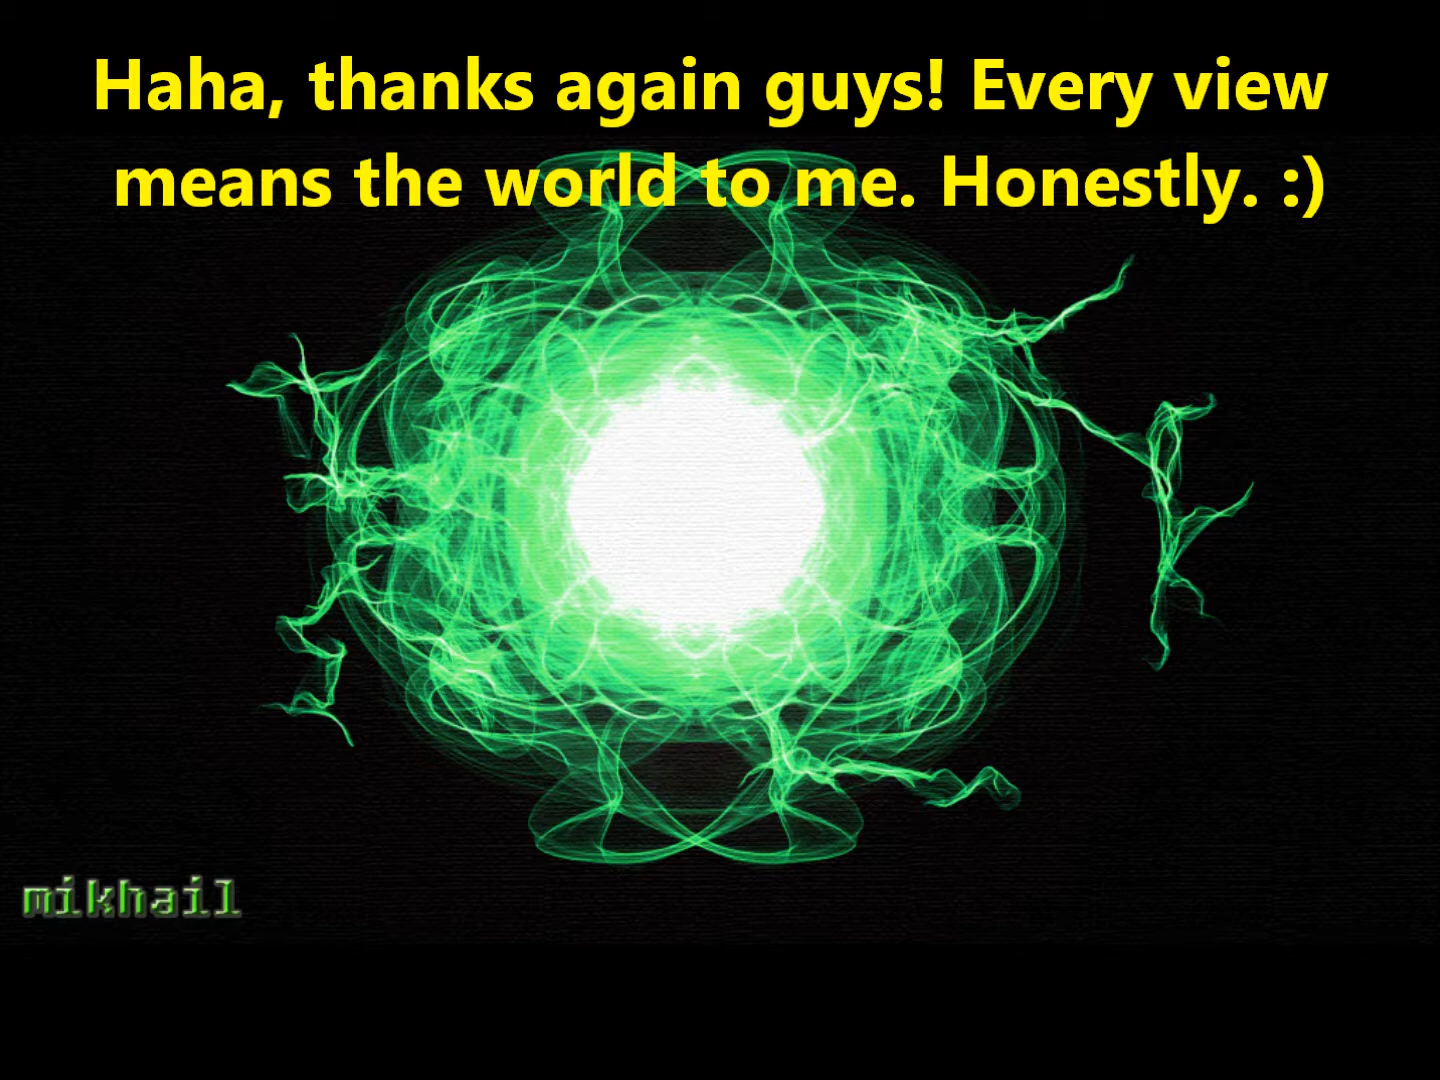 Haha, thanks again guys! Every view
means the world to me. Honestly. :)
mikhail